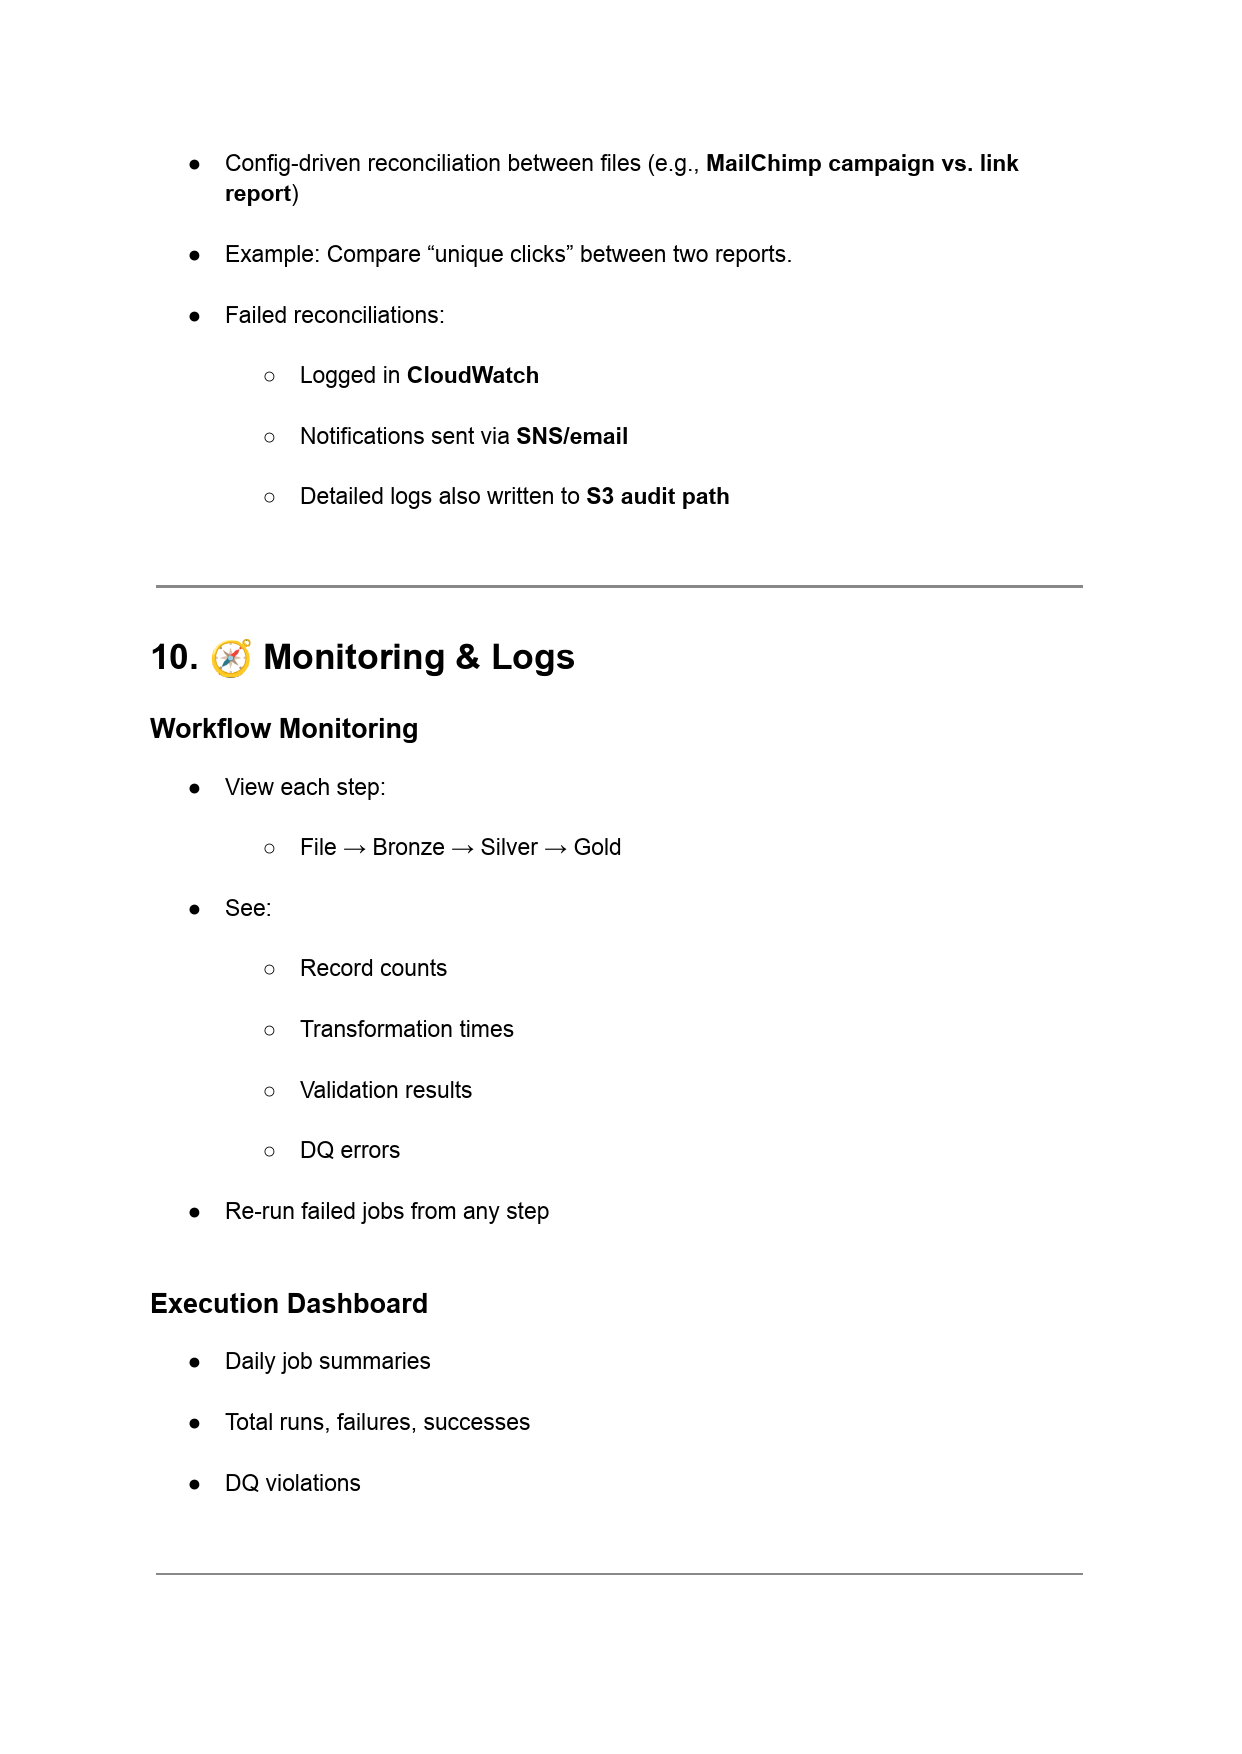 ● Config-driven reconciliation between files (e.g., MailChimp campaign vs. link
report)
● Example: Compare “unique clicks” between two reports.
● Failed reconciliations:
○ Logged in CloudWatch
○ Notifications sent via SNS/email
○ Detailed logs also written to S3 audit path
10. 🧭 Monitoring & Logs
Workflow Monitoring
● View each step:
○ File → Bronze → Silver → Gold
● See:
○ Record counts
○ Transformation times
○ Validation results
○ DQ errors
● Re-run failed jobs from any step
Execution Dashboard
● Daily job summaries
● Total runs, failures, successes
● DQ violations